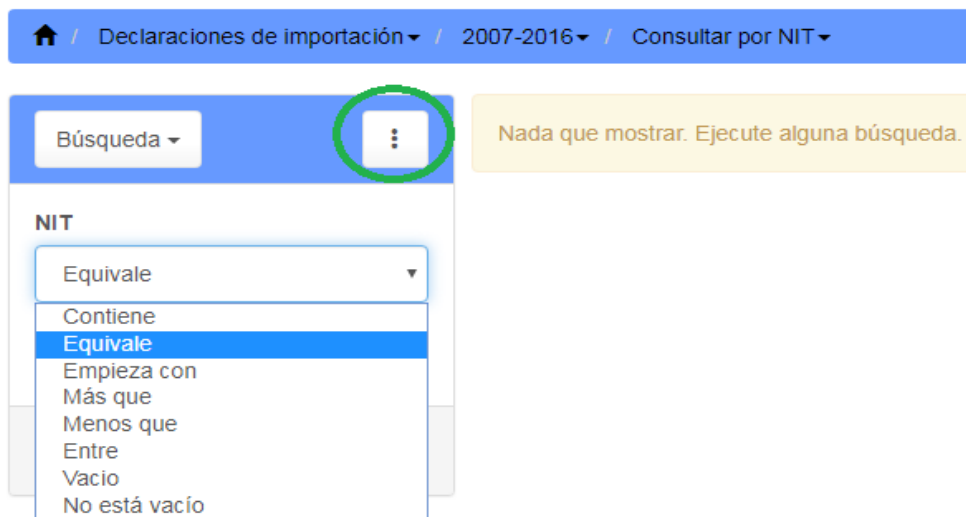 / Declaraciones de importación / 2007-2016 / Consultar por NIT
Búsqueda
Nada que mostrar. Ejecute alguna búsqueda.
NIT
Equivale
Contiene
Equivale
Empieza con
Más que
Menos que
Entre
Vacio
No está vacío